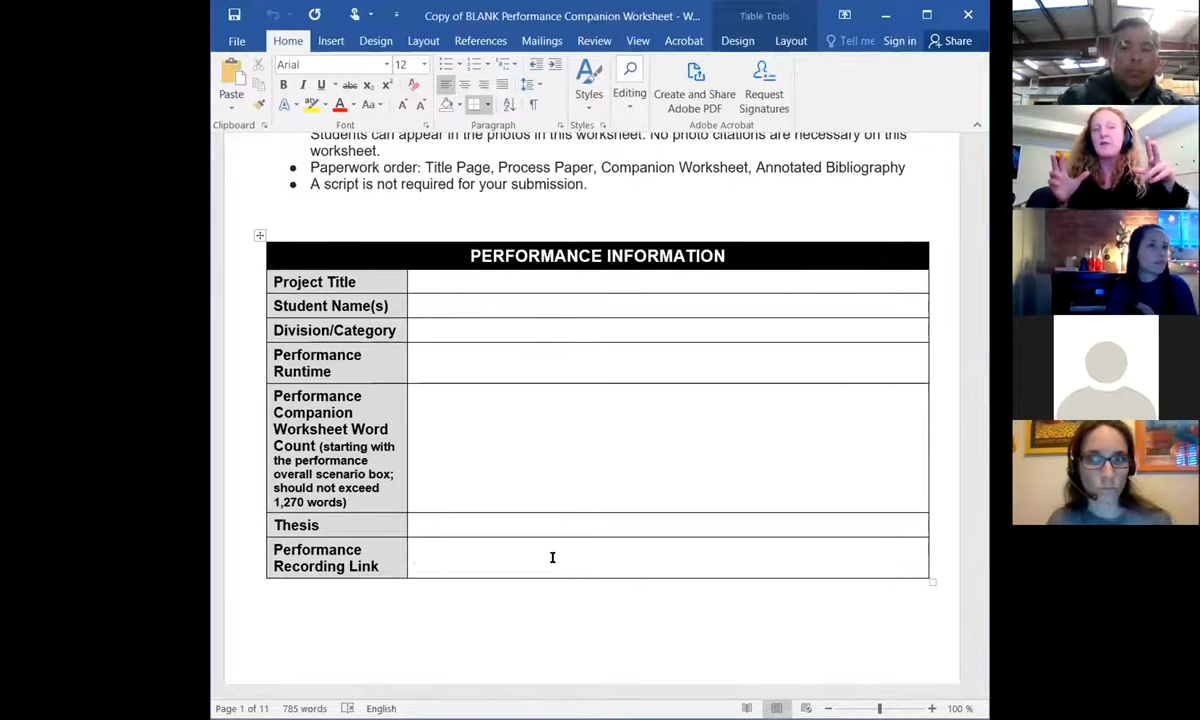 Copy of BLANK Performance Companion Worksheet - W...
Table Tools
File
Home
Insert
Design
Layout
References
Mailings
Review
View
Acrobat
Design
Layout
Tell me
Sign in
Share
Paste
Clipboard
Arial
12
B I U abc x₂ x²
A ab A Aa A A
Font
Paragraph
Styles
Styles
Editing
Create and Share
Adobe PDF
Request
Signatures
Adobe Acrobat
Students can appear in the photos in this worksheet. No photo citations are necessary on this
worksheet.
● Paperwork order: Title Page, Process Paper, Companion Worksheet, Annotated Bibliography
● A script is not required for your submission.
PERFORMANCE INFORMATION
Project Title
Student Name(s)
Division/Category
Performance
Runtime
Performance
Companion
Worksheet Word
Count (starting with
the performance
overall scenario box;
should not exceed
1,270 words)
Thesis
Performance
Recording Link
Page 1 of 11
785 words
English
100 %